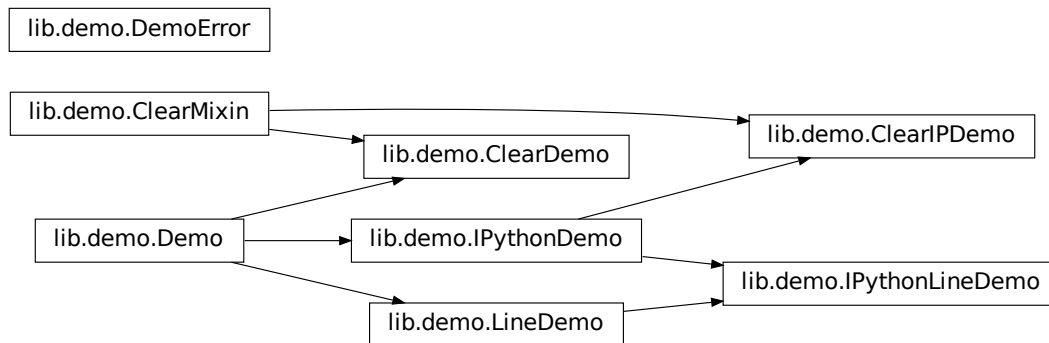 lib.demo.DemoError
lib.demo.ClearMixin
lib.demo.ClearIPDemo
lib.demo.ClearDemo
lib.demo.Demo
lib.demo.IPythonDemo
lib.demo.IPythonLineDemo
lib.demo.LineDemo